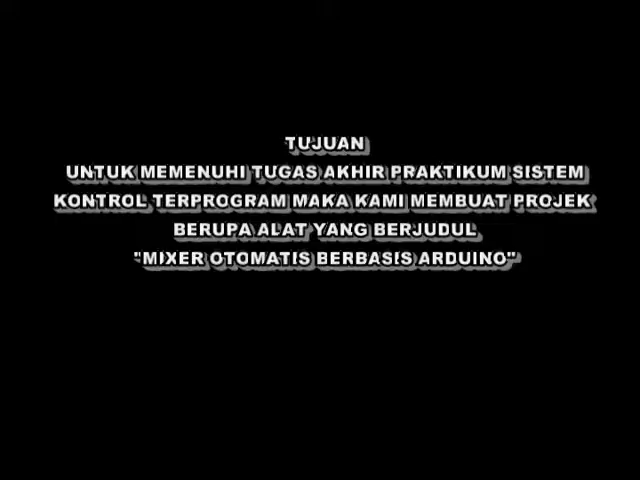 TUJUAN
UNTUK MEMENUHI TUGAS AKHIR PRAKTIKUM SISTEM
KONTROL TERPROGRAM MAKA KAMI MEMBUAT PROJEK
BERUPA ALAT YANG BERJUDUL
"MIXER OTOMATIS BERBASIS ARDUINO"